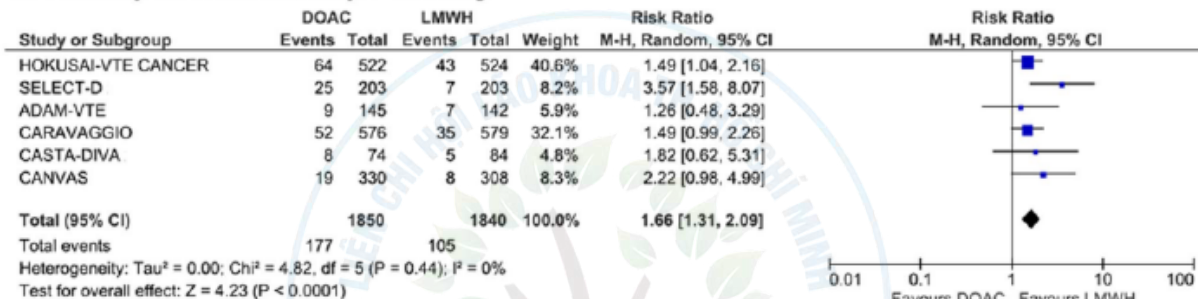 DOAC LMWH Risk Ratio Risk Ratio
Study or Subgroup Events Total Events Total Weight M-H, Random, 95% CI M-H, Random, 95% CI
HOKUSAI-VTE CANCER 64 522 43 524 40.6% 1.49 [1.04, 2.16]
SELECT-D 25 203 7 203 8.2% 3.57 [1.58, 8.07]
ADAM-VTE 9 145 7 142 5.9% 1.26 [0.48, 3.29]
CARAVAGGIO 52 576 35 579 32.1% 1.49 [0.99, 2.26]
CASTA-DIVA 8 74 5 84 4.8% 1.82 [0.62, 5.31]
CANVAS 19 330 8 308 8.3% 2.22 [0.98, 4.99]
Total (95% CI) 1850 1840 100.0% 1.66 [1.31, 2.09]
Total events 177 105
Heterogeneity: Tau² = 0.00; Chi² = 4.82, df = 5 (P = 0.44); I² = 0%
Test for overall effect: Z = 4.23 (P < 0.0001)
0.01 0.1 1 10 100
Favours DOAC Favours LMWH
LIÊN CHI HỘI KHOA HỒ CHÍ MINH